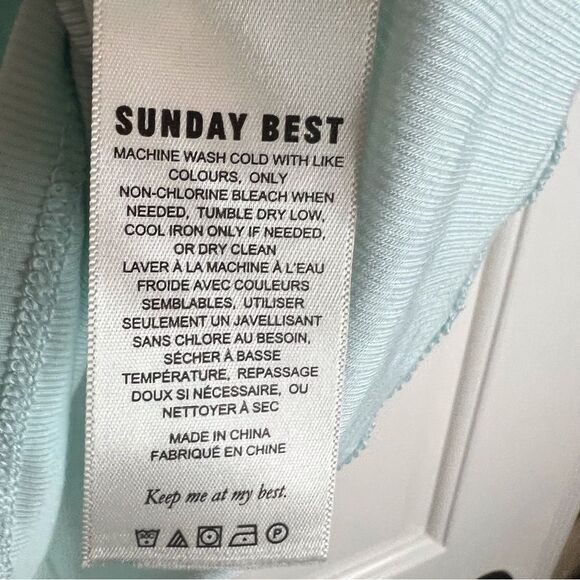 SUNDAY BEST
MACHINE WASH COLD WITH LIKE
COLOURS, ONLY
NON-CHLORINE BLEACH WHEN
NEEDED, TUMBLE DRY LOW,
COOL IRON ONLY IF NEEDED,
OR DRY CLEAN
LAVER À LA MACHINE À L'EAU
FROIDE AVEC COULEURS
SEMBLABLES, UTILISER
SEULEMENT UN JAVELLISANT
SANS CHLORE AU BESOIN,
SÉCHER À BASSE
TEMPÉRATURE, REPASSAGE
DOUX SI NÉCESSAIRE, OU
NETTOYER À SEC
MADE IN CHINA
FABRIQUÉ EN CHINE
Keep me at my best.
P